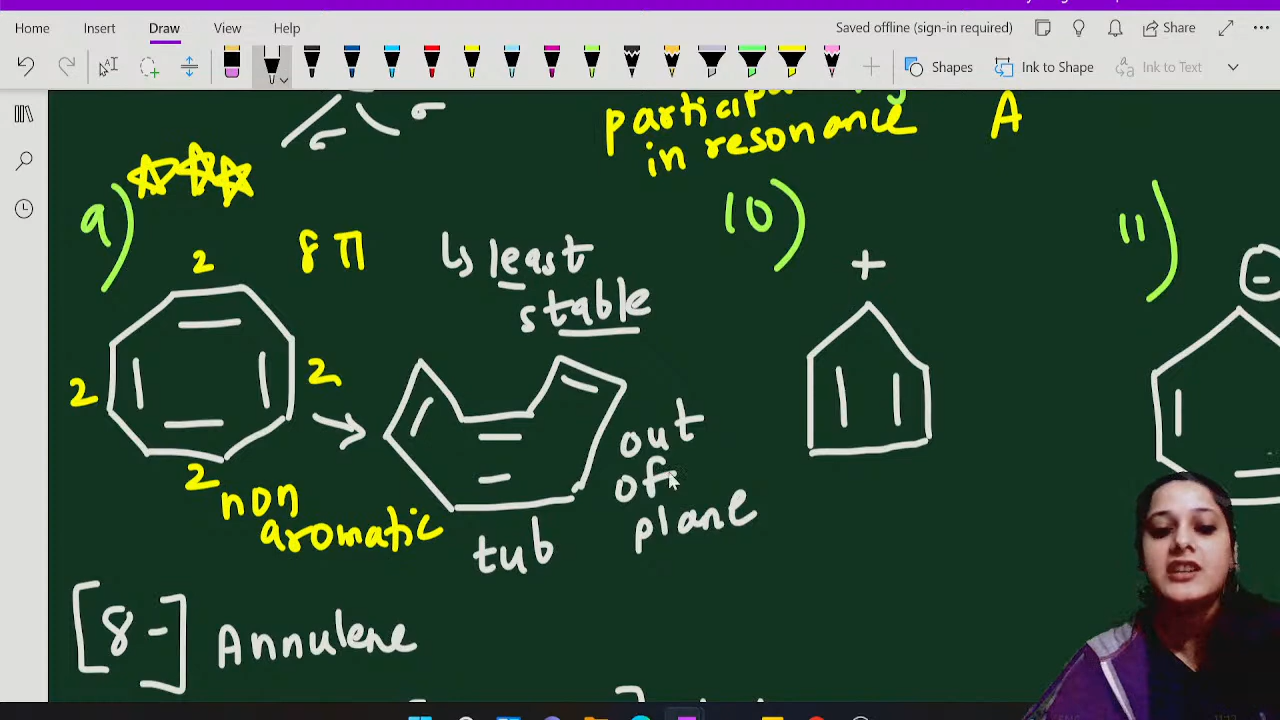 Home Insert Draw View Help
Saved offline (sign-in required) Share
Shapes Ink to Shape Ink to Text
σ σ
in resonance A
9) 10) 11)
2 8 π ↳ least
stable
+ -
2 2
→ out
of
plane
2 non
aromatic
tub
[8-] Annulene